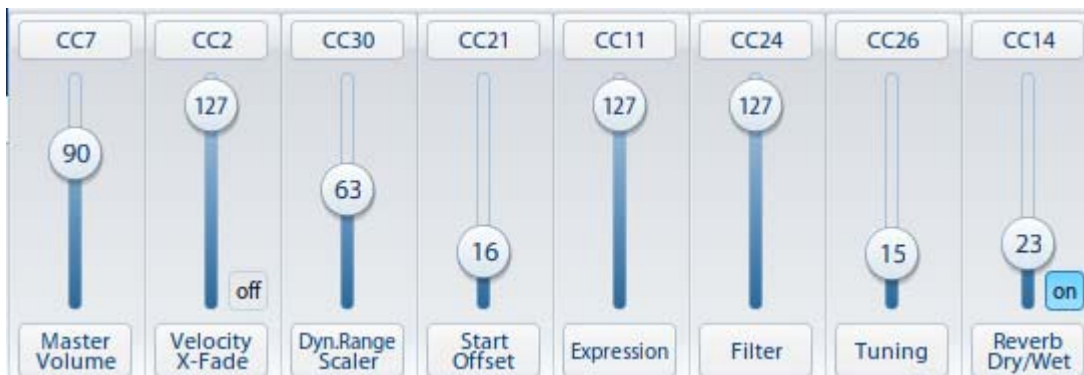 CC7 CC2 CC30 CC21 CC11 CC24 CC26 CC14
127 127 127
90
63
16 15 23
off on
Master Volume Velocity X-Fade Dyn.Range Scaler Start Offset Expression Filter Tuning Reverb Dry/Wet